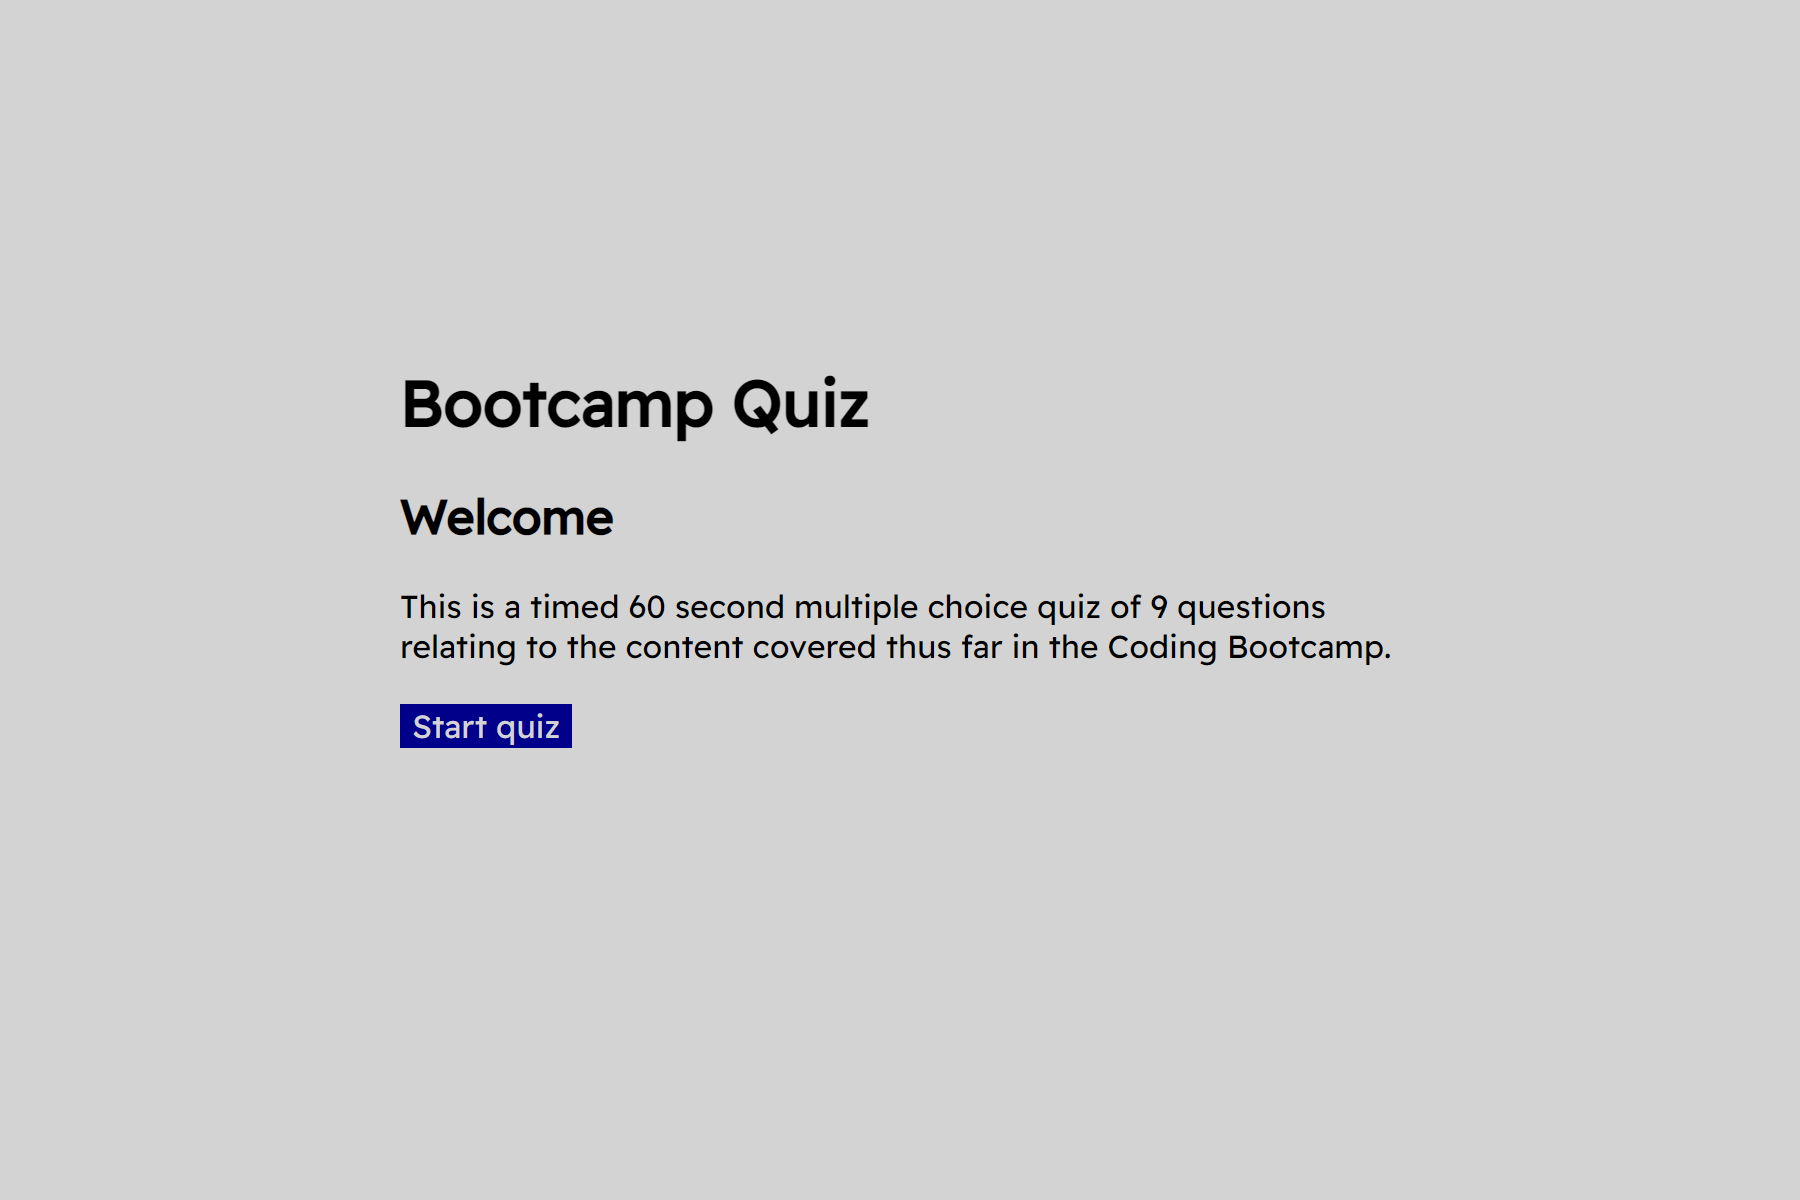 Bootcamp Quiz
Welcome
This is a timed 60 second multiple choice quiz of 9 questions
relating to the content covered thus far in the Coding Bootcamp.
Start quiz